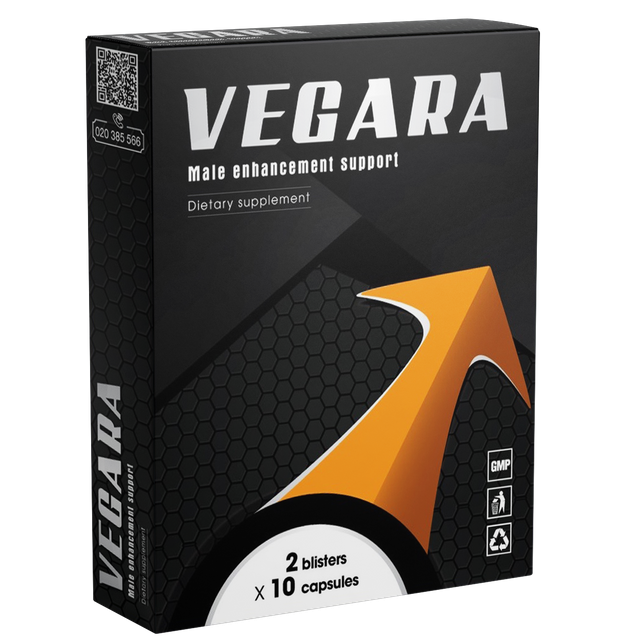 020 385 566
VEGARA
Male enhancement support
Dietary supplement
GMP
2 blisters
X 10 capsules
VEGARA
Male enhancement support
Dietary supplement